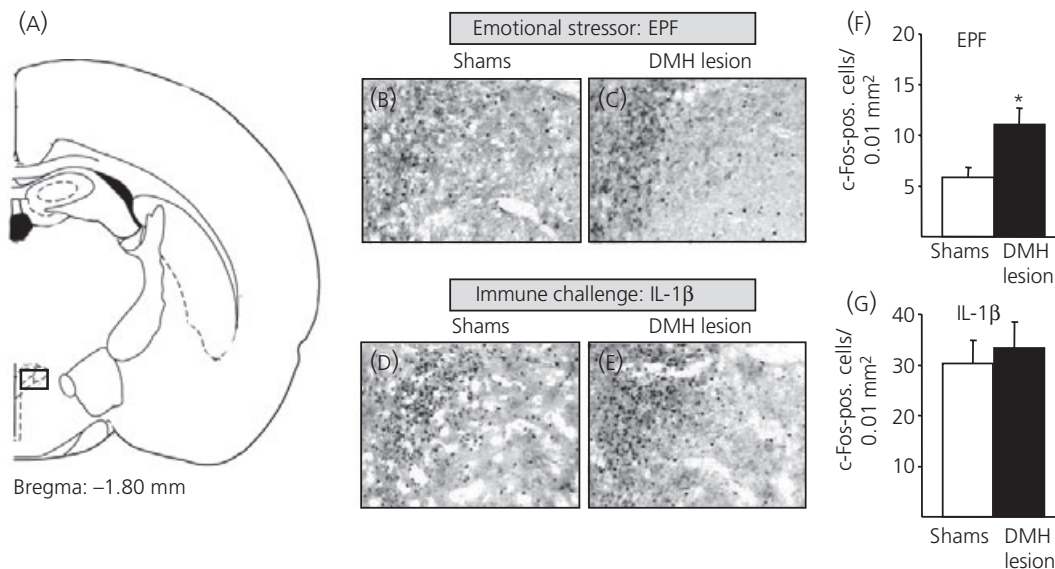 (A)
Bregma: –1.80 mm
Emotional stressor: EPF
Shams
DMH lesion
(B)
(C)
Immune challenge: IL-1β
Shams
DMH lesion
(D)
(E)
(F)
EPF
c-Fos-pos. cells/
0.01 mm²
20
15
10
5
*
Shams
DMH
lesion
(G)
IL-1β
c-Fos-pos. cells/
0.01 mm²
40
30
20
10
Shams
DMH
lesion